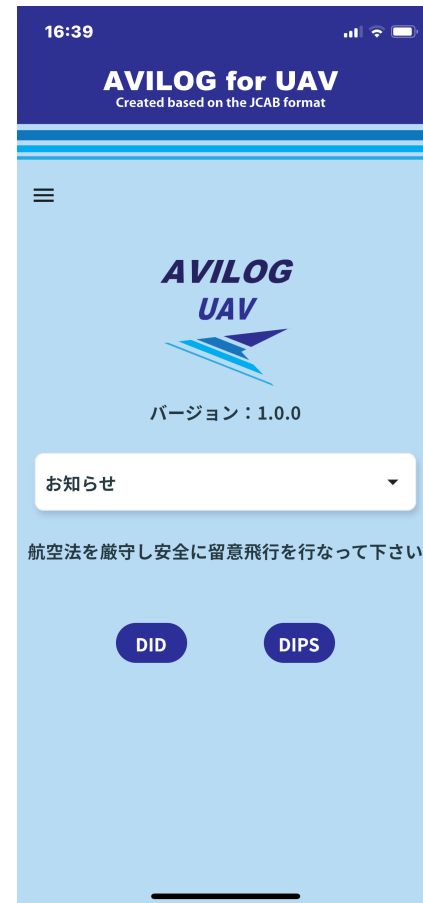 16:39
AVILOG for UAV
Created based on the JCAB format
AVILOG
UAV
バージョン：1.0.0
お知らせ
航空法を厳守し安全に留意飛行を行なって下さい
DID
DIPS